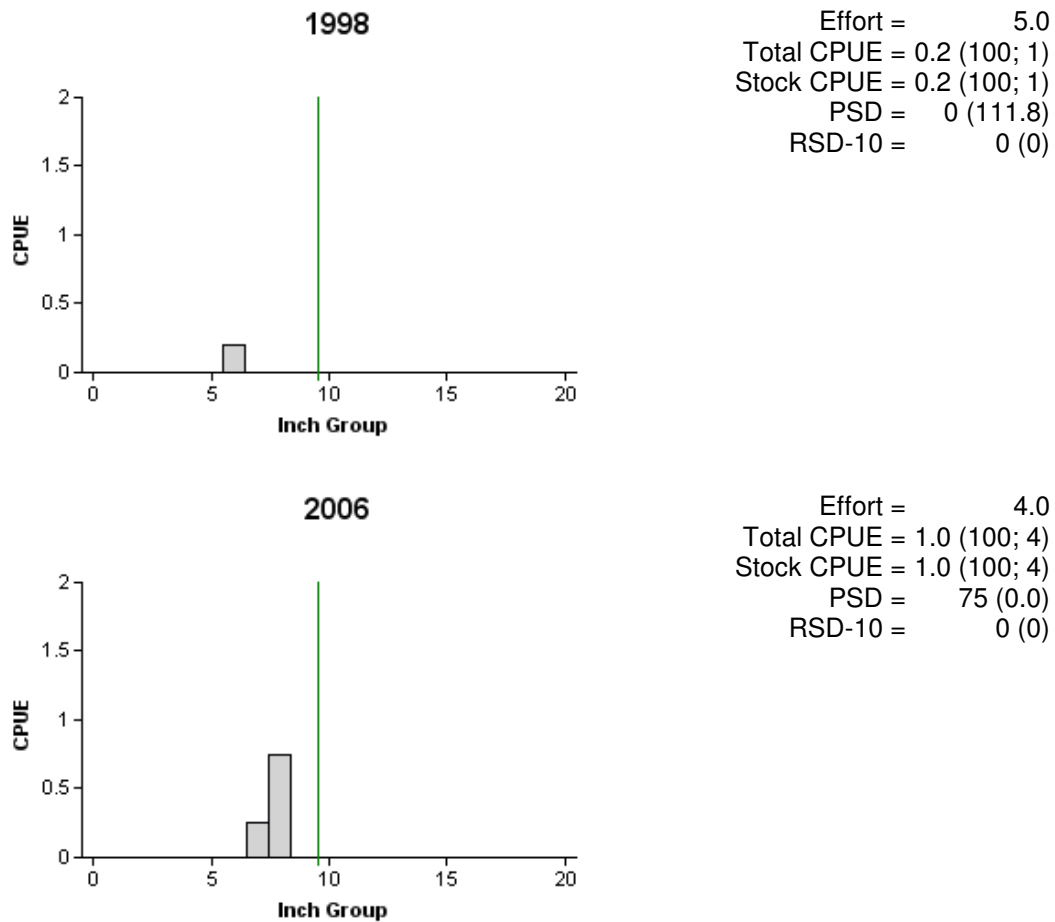 1998
Effort = 5.0
Total CPUE = 0.2 (100; 1)
Stock CPUE = 0.2 (100; 1)
PSD = 0 (111.8)
RSD-10 = 0 (0)
2
1.5
1
0.5
0
CPUE
0 5 10 15 20
Inch Group
2006
Effort = 4.0
Total CPUE = 1.0 (100; 4)
Stock CPUE = 1.0 (100; 4)
PSD = 75 (0.0)
RSD-10 = 0 (0)
2
1.5
1
0.5
0
CPUE
0 5 10 15 20
Inch Group